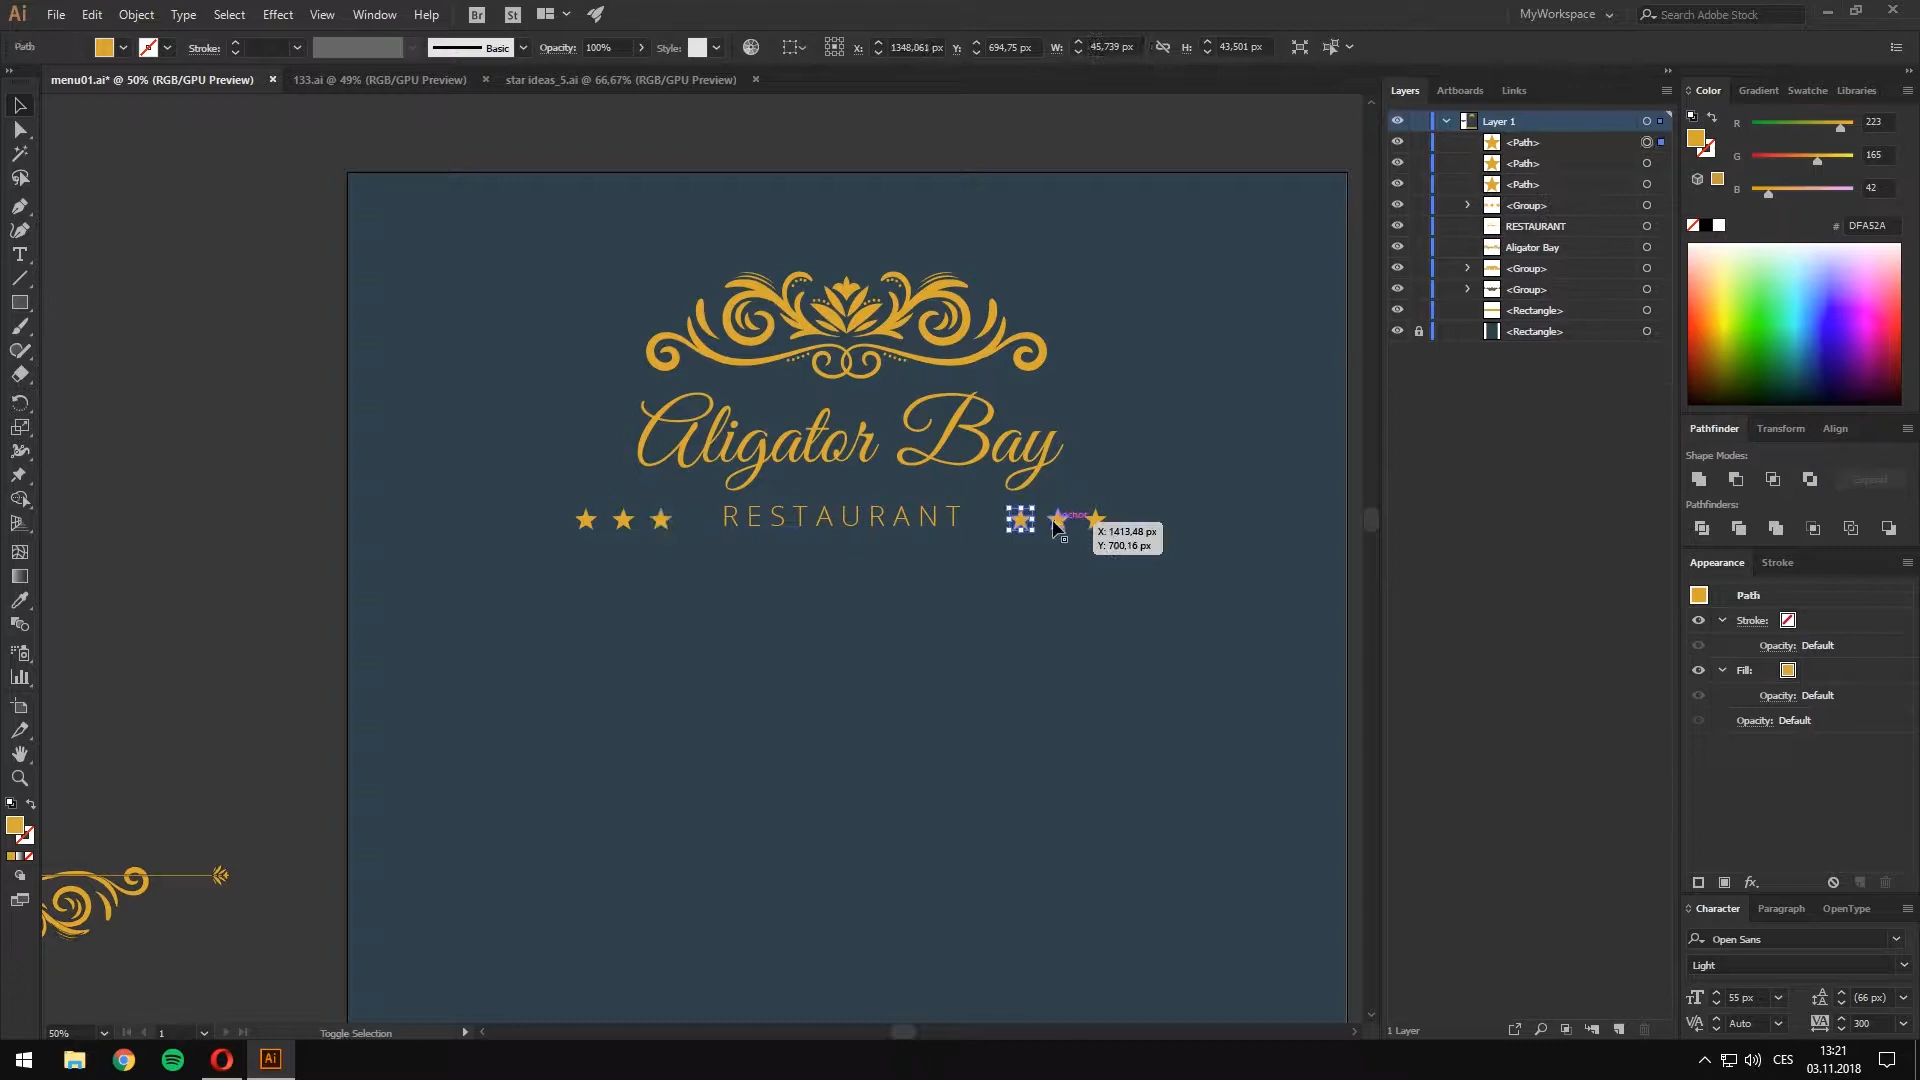 Ai File Edit Object Type Select Effect View Window Help Br St MyWorkspace Search Adobe Stock
Path Stroke: Basic Opacity: 100% Style: X: 1348,061 px Y: 694,75 px W: 45,739 px H: 43,501 px
menu01.ai* @ 50% (RGB/GPU Preview) 133.ai @ 49% (RGB/GPU Preview) star ideas_5.ai @ 66,67% (RGB/GPU Preview)
Layers Artboards Links
Layer 1
<Path>
<Path>
<Path>
<Group>
RESTAURANT
Aligator Bay
<Group>
<Group>
<Rectangle>
<Rectangle>
Color Gradient Swatche Libraries
R 223
G 165
B 42
# DFA52A
Aligator Bay
RESTAURANT
anchor
X: 1413,48 px
Y: 700,16 px
Pathfinder Transform Align
Shape Modes:
Expand
Pathfinders:
Appearance Stroke
Path
Stroke:
Opacity: Default
Fill:
Opacity: Default
Opacity: Default
fx.
Character Paragraph OpenType
Open Sans
Light
55 px (66 px)
Auto 300
50% 1 Toggle Selection
1 Layer
Ai CES 13:21
03.11.2018